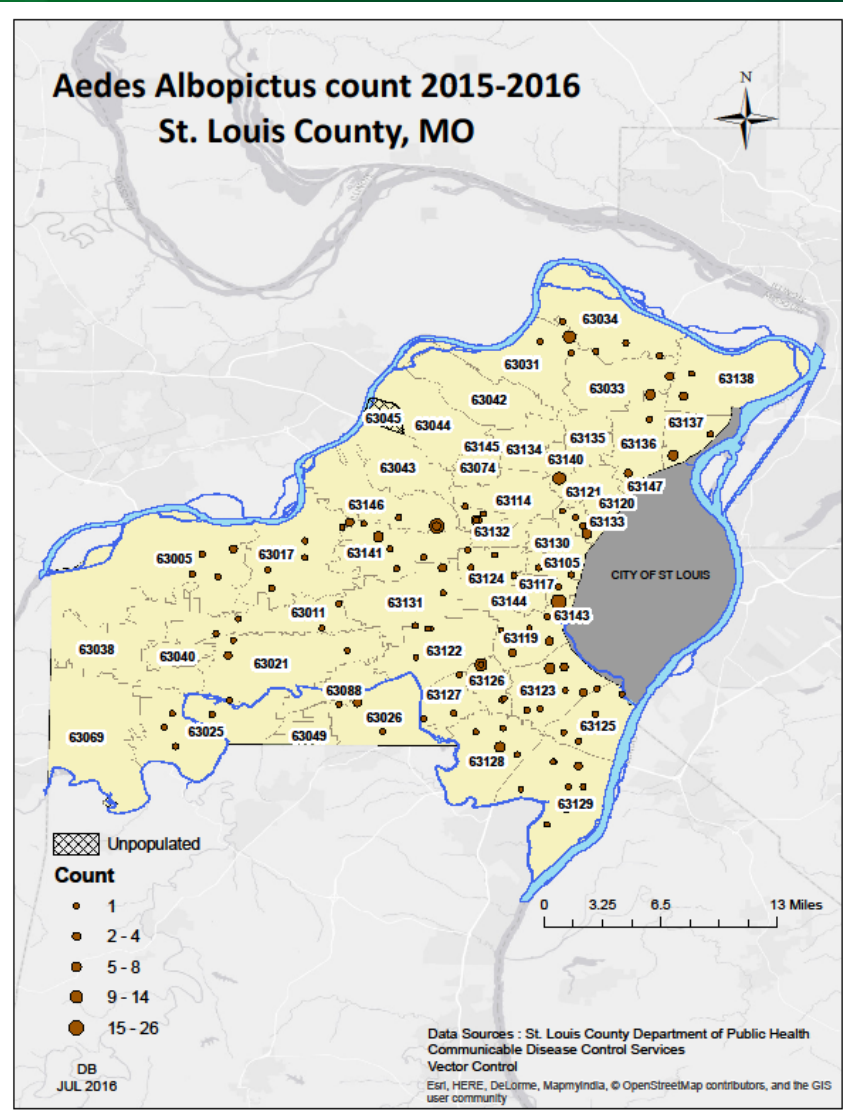 Aedes Albopictus count 2015-2016
St. Louis County, MO
N
63034
63031
63033
63138
63042
63045
63044
63137
63145
63134
63135
63136
63043
63074
63140
63147
63114
63121
63120
63146
63132
63133
63141
63130
63005
63017
63105
63124
63117
CITY OF ST LOUIS
63011
63131
63144
63143
63119
63038
63040
63021
63122
63126
63088
63127
63123
63026
63025
63069
63049
63125
63128
63129
Unpopulated
Count
1
2 - 4
5 - 8
9 - 14
15 - 26
0 3.25 6.5 13 Miles
DB
JUL 2016
Data Sources : St. Louis County Department of Public Health
Communicable Disease Control Services
Vector Control
Esri, HERE, DeLorme, MapmyIndia, © OpenStreetMap contributors, and the GIS
user community